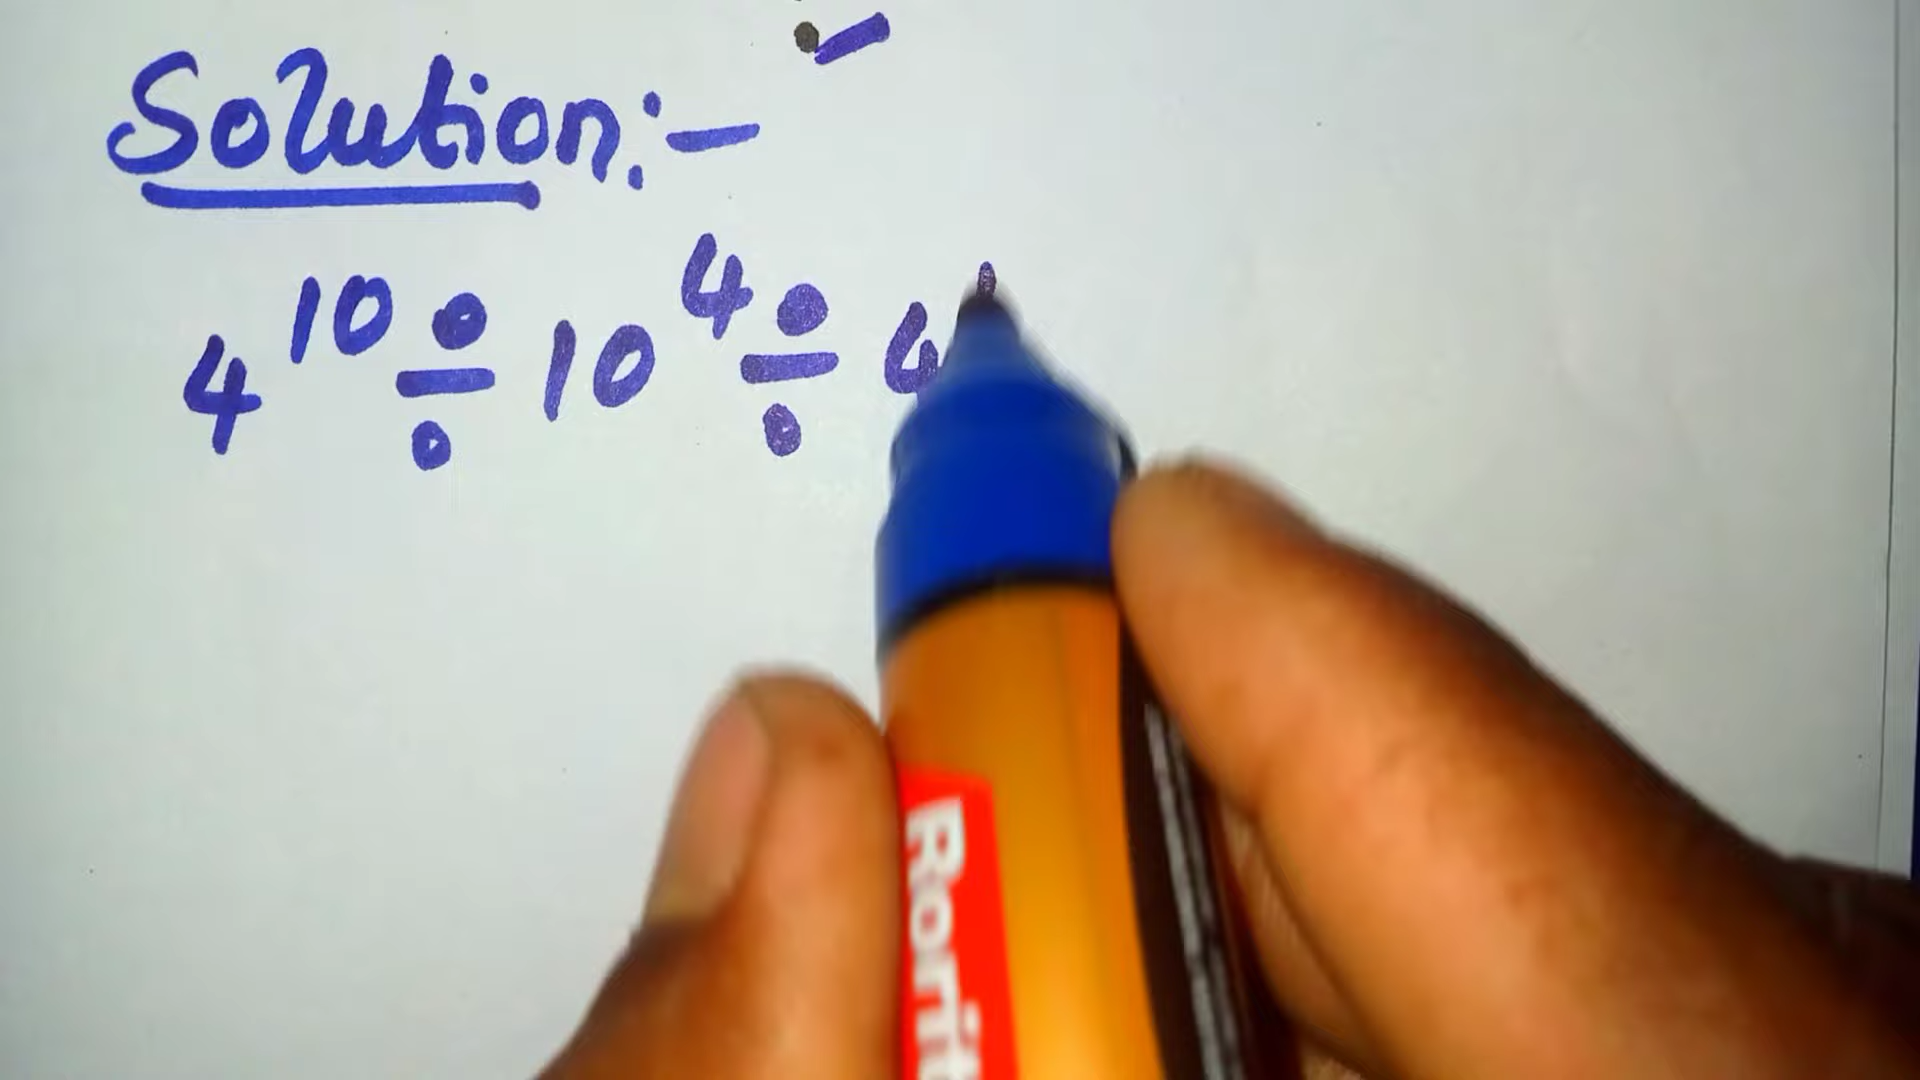 Solution:-
4¹⁰ ÷ 10⁴ ÷ 4
Rorit